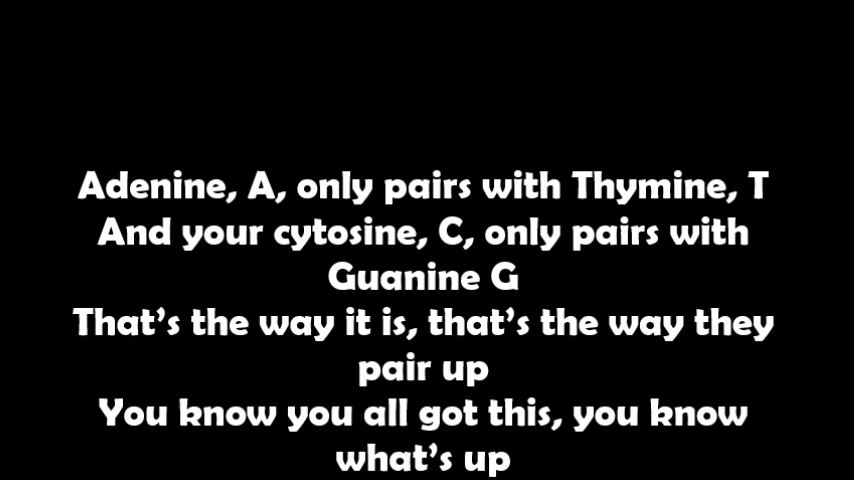 Adenine, A, only pairs with Thymine, T
And your cytosine, C, only pairs with
Guanine G
That's the way it is, that's the way they
pair up
You know you all got this, you know
what's up